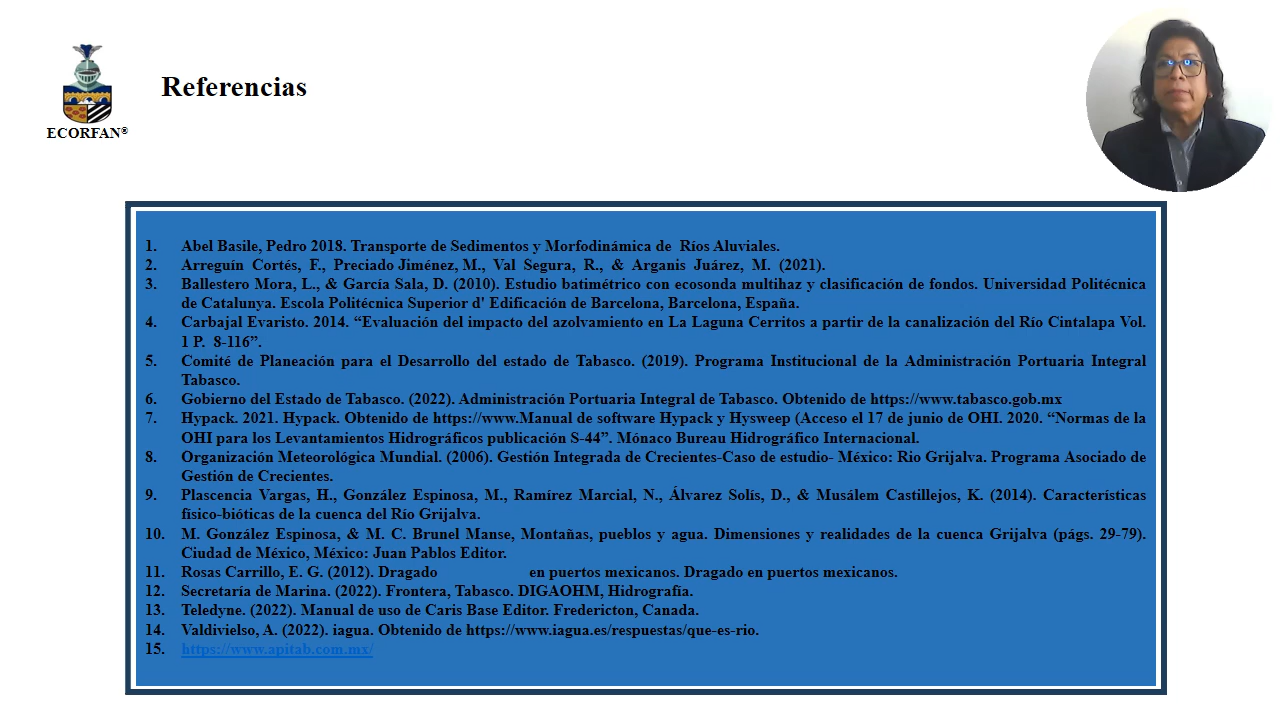 Referencias
ECORFAN®
1. Abel Basile, Pedro 2018. Transporte de Sedimentos y Morfodinámica de Ríos Aluviales.
2. Arreguín Cortés, F., Preciado Jiménez, M., Val Segura, R., & Arganis Juárez, M. (2021).
3. Ballestero Mora, L., & García Sala, D. (2010). Estudio batimétrico con ecosonda multihaz y clasificación de fondos. Universidad Politécnica
de Catalunya. Escola Politécnica Superior d' Edificación de Barcelona, Barcelona, España.
4. Carbajal Evaristo. 2014. “Evaluación del impacto del azolvamiento en La Laguna Cerritos a partir de la canalización del Río Cintalapa Vol.
1 P. 8-116”.
5. Comité de Planeación para el Desarrollo del estado de Tabasco. (2019). Programa Institucional de la Administración Portuaria Integral
Tabasco.
6. Gobierno del Estado de Tabasco. (2022). Administración Portuaria Integral de Tabasco. Obtenido de https://www.tabasco.gob.mx
7. Hypack. 2021. Hypack. Obtenido de https://www.Manual de software Hypack y Hysweep (Acceso el 17 de junio de OHI. 2020. “Normas de la
OHI para los Levantamientos Hidrográficos publicación S-44”. Mónaco Bureau Hidrográfico Internacional.
8. Organización Meteorológica Mundial. (2006). Gestión Integrada de Crecientes-Caso de estudio- México: Rio Grijalva. Programa Asociado de
Gestión de Crecientes.
9. Plascencia Vargas, H., González Espinosa, M., Ramírez Marcial, N., Álvarez Solís, D., & Musálem Castillejos, K. (2014). Características
físico-bióticas de la cuenca del Río Grijalva.
10. M. González Espinosa, & M. C. Brunel Manse, Montañas, pueblos y agua. Dimensiones y realidades de la cuenca Grijalva (págs. 29-79).
Ciudad de México, México: Juan Pablos Editor.
11. Rosas Carrillo, E. G. (2012). Dragado en puertos mexicanos. Dragado en puertos mexicanos.
12. Secretaría de Marina. (2022). Frontera, Tabasco. DIGAOHM, Hidrografía.
13. Teledyne. (2022). Manual de uso de Caris Base Editor. Fredericton, Canada.
14. Valdivielso, A. (2022). iagua. Obtenido de https://www.iagua.es/respuestas/que-es-rio.
15. https://www.apitab.com.mx/